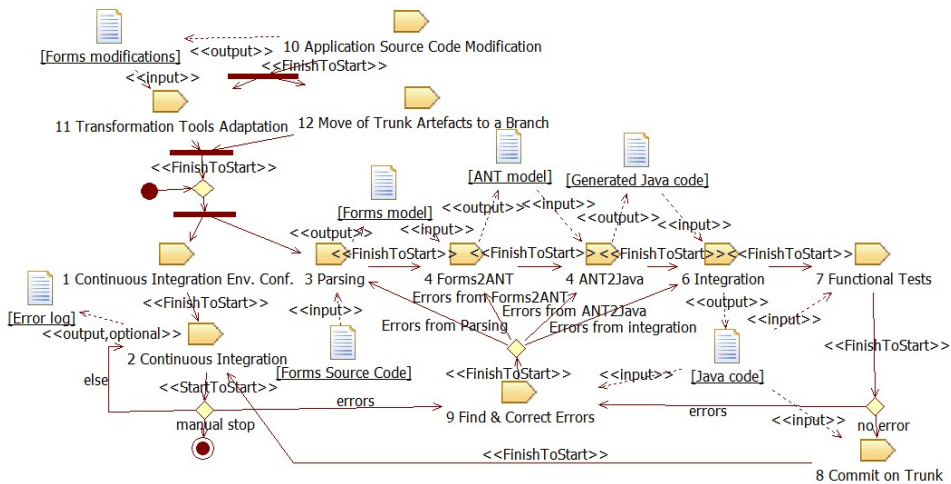 <<output>>
10 Application Source Code Modification
[Forms modifications]
<<FinishToStart>>
<<input>>
11 Transformation Tools Adaptation
12 Move of Trunk Artefacts to a Branch
<<FinishToStart>>
[ANT model]
[Generated Java code]
[Forms model]
<<output>>
<<input>>
<<output>>
<<input>>
<<output>>
<<input>>
<<FinishToStart>>
<<FinishToStart>>
<<FinishToStart>>
<<FinishToStart>>
1 Continuous Integration Env. Conf.
3 Parsing
4 Forms2ANT
4 ANT2Java
6 Integration
7 Functional Tests
<<FinishToStart>>
Errors from Forms2ANT
<<output>>
[Error log]
<<input>>
Errors from ANT2Java
<<input>>
<<output,optional>>
Errors from Parsing
Errors from integration
<<FinishToStart>>
2 Continuous Integration
[Forms Source Code]
<<FinishToStart>>
<<input>>
[Java code]
else
<<StartToStart>>
errors
9 Find & Correct Errors
errors
manual stop
<<input>>
no error
<<FinishToStart>>
8 Commit on Trunk